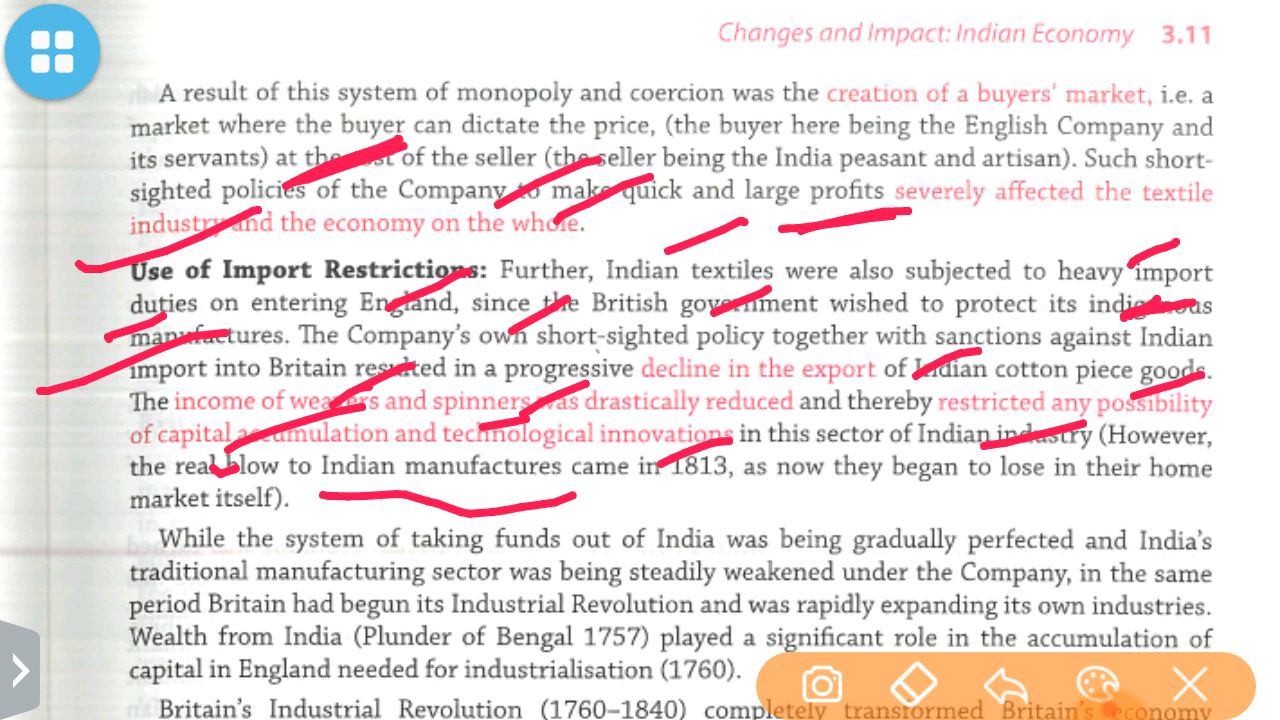 Changes and Impact: Indian Economy 3.11
A result of this system of monopoly and coercion was the creation of a buyers' market, i.e. a
market where the buyer can dictate the price, (the buyer here being the English Company and
its servants) at the cost of the seller (the seller being the India peasant and artisan). Such short-
sighted policies of the Company to make quick and large profits severely affected the textile
industry and the economy on the whole.
Use of Import Restrictions: Further, Indian textiles were also subjected to heavy import
duties on entering England, since the British government wished to protect its indigenous
manufactures. The Company's own short-sighted policy together with sanctions against Indian
import into Britain resulted in a progressive decline in the export of Indian cotton piece goods.
The income of weavers and spinners was drastically reduced and thereby restricted any possibility
of capital accumulation and technological innovations in this sector of Indian industry (However,
the real blow to Indian manufactures came in 1813, as now they began to lose in their home
market itself).
While the system of taking funds out of India was being gradually perfected and India's
traditional manufacturing sector was being steadily weakened under the Company, in the same
period Britain had begun its Industrial Revolution and was rapidly expanding its own industries.
Wealth from India (Plunder of Bengal 1757) played a significant role in the accumulation of
capital in England needed for industrialisation (1760).
Britain's Industrial Revolution (1760–1840) completely transformed Britain's economy